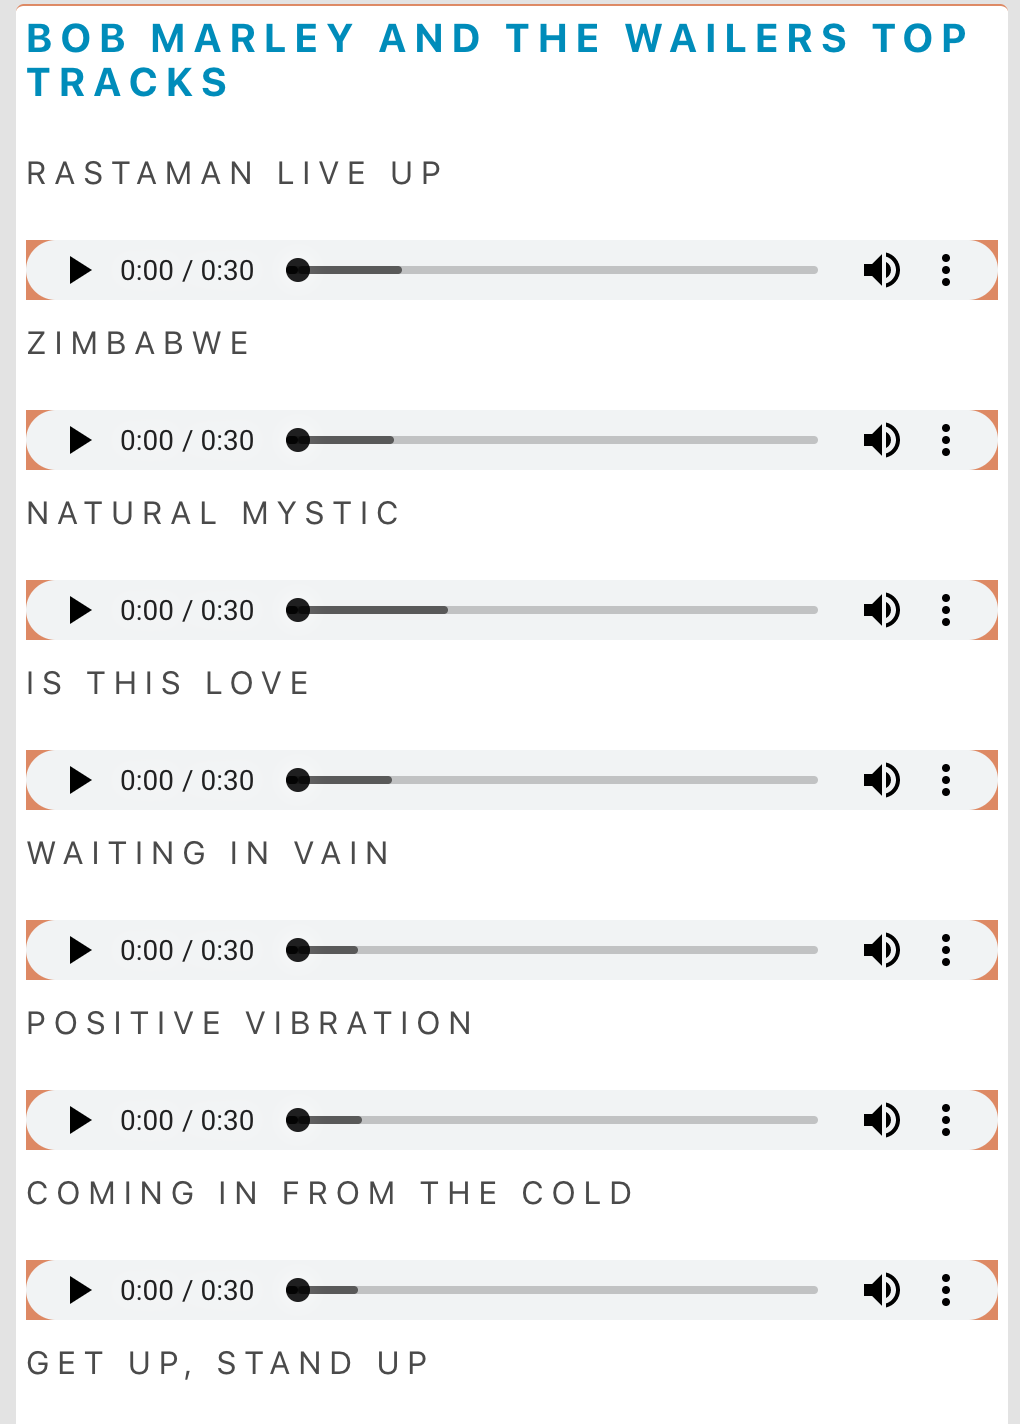 BOB MARLEY AND THE WAILERS TOP
TRACKS
RASTAMAN LIVE UP
0:00 / 0:30
ZIMBABWE
0:00 / 0:30
NATURAL MYSTIC
0:00 / 0:30
IS THIS LOVE
0:00 / 0:30
WAITING IN VAIN
0:00 / 0:30
POSITIVE VIBRATION
0:00 / 0:30
COMING IN FROM THE COLD
0:00 / 0:30
GET UP, STAND UP